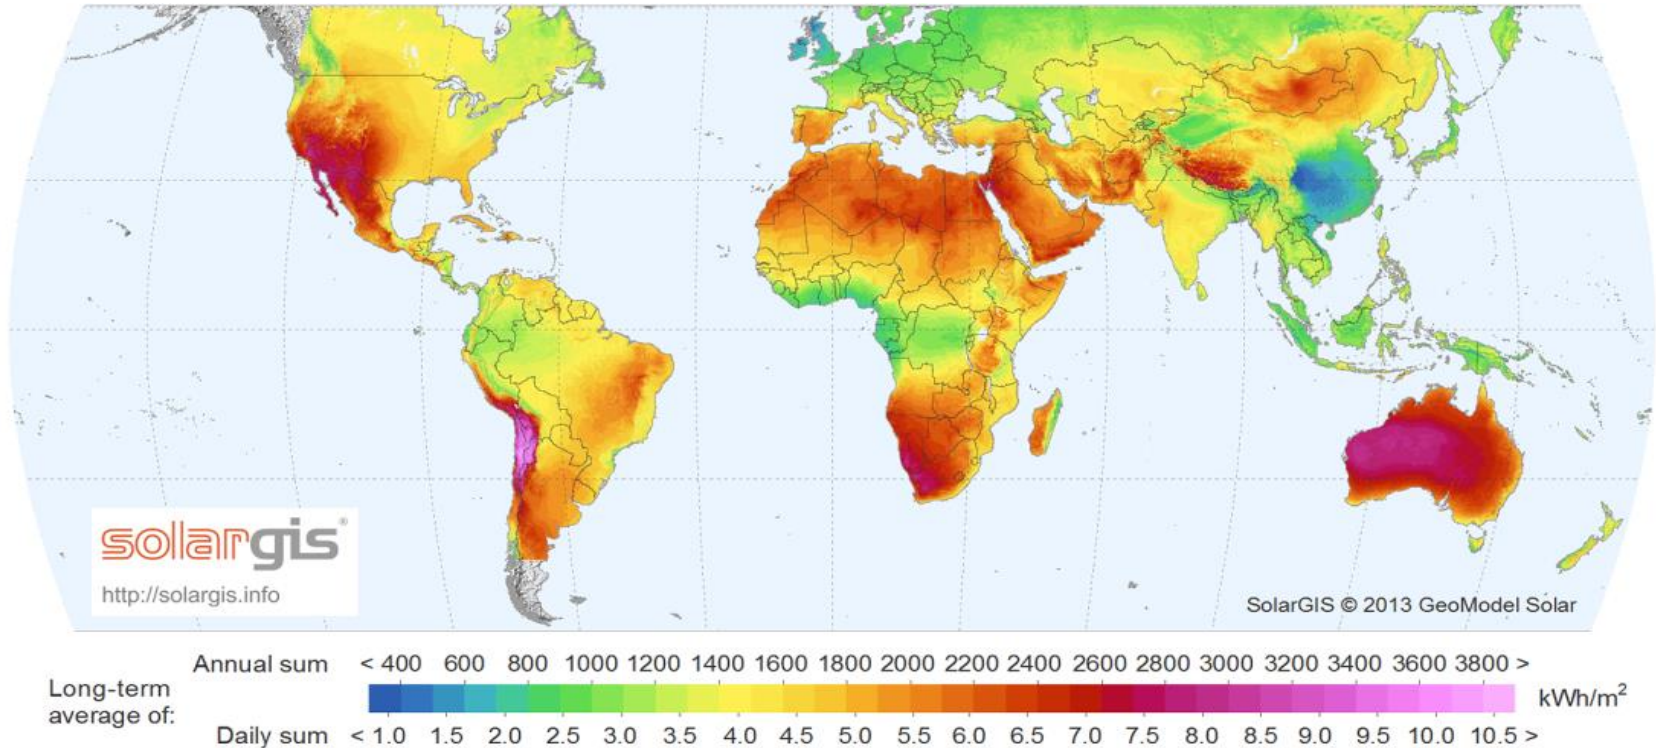 solargis®
http://solargis.info
SolarGIS © 2013 GeoModel Solar
Annual sum < 400 600 800 1000 1200 1400 1600 1800 2000 2200 2400 2600 2800 3000 3200 3400 3600 3800 >
Long-term
average of:
kWh/m²
Daily sum < 1.0 1.5 2.0 2.5 3.0 3.5 4.0 4.5 5.0 5.5 6.0 6.5 7.0 7.5 8.0 8.5 9.0 9.5 10.0 10.5 >